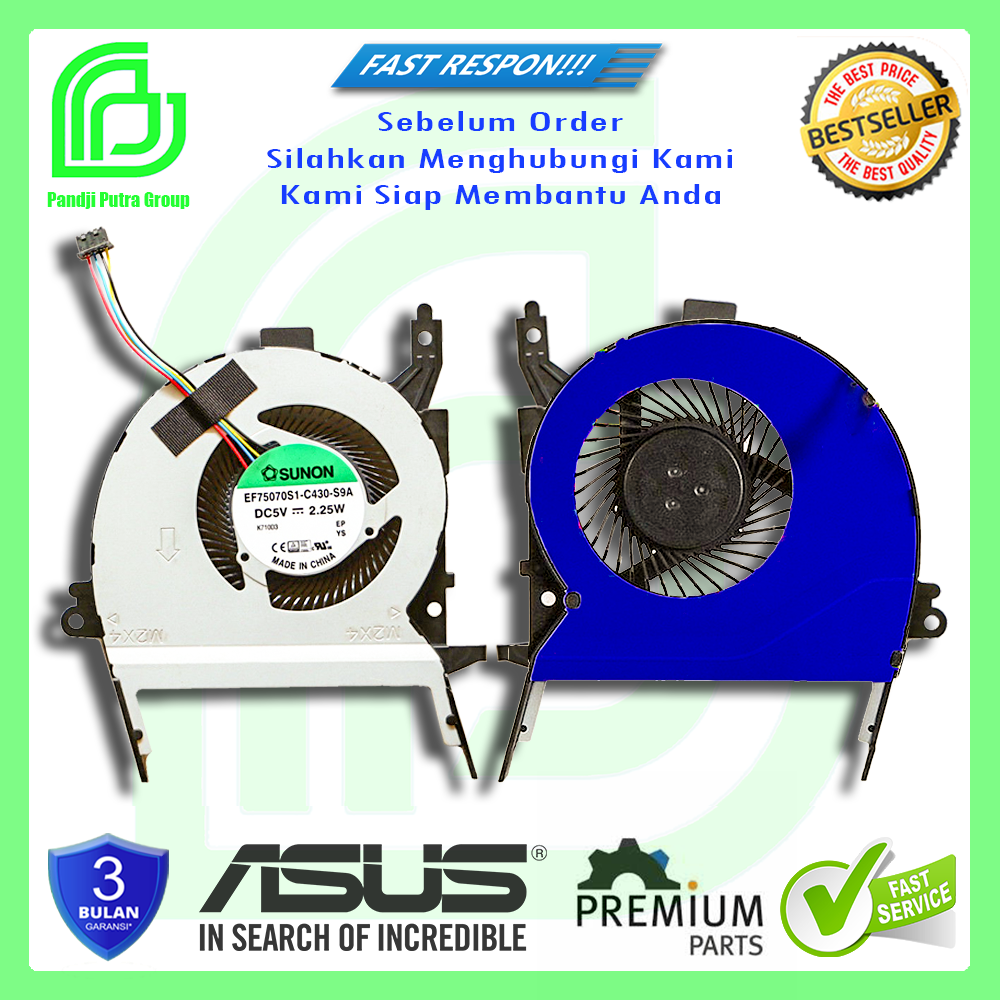 Pandji Putra Group
FAST RESPON!!!
Sebelum Order
Silahkan Menghubungi Kami
Kami Siap Membantu Anda
THE BEST PRICE
BESTSELLER
THE BEST QUALITY
SUNON
EF75070S1-C430-S9A
DC5V ⎓ 2.25W
K71003
EP
YS
CE
MADE IN CHINA
M2X4
M2X4
3
BULAN
GARANSI*
ASUS®
IN SEARCH OF INCREDIBLE
PREMIUM
PARTS
FAST
SERVICE